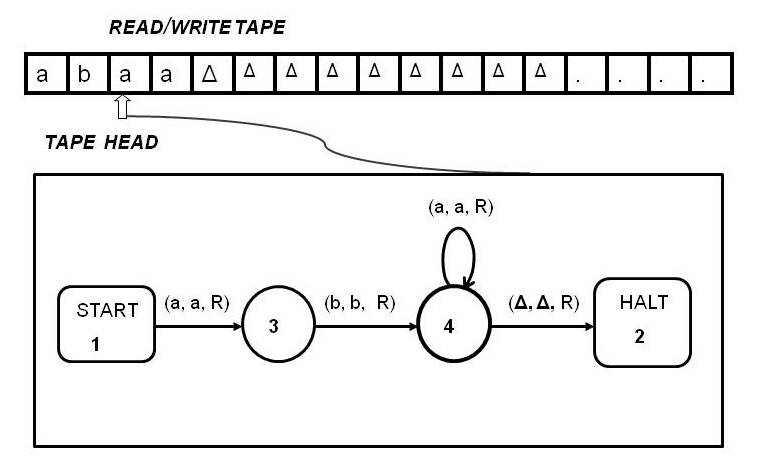 READ/WRITE TAPE
a b a a Δ Δ Δ Δ Δ Δ Δ Δ Δ . . . .
TAPE HEAD
(a, a, R)
START (a, a, R) (b, b, R) (Δ, Δ, R) HALT
1 3 4 2